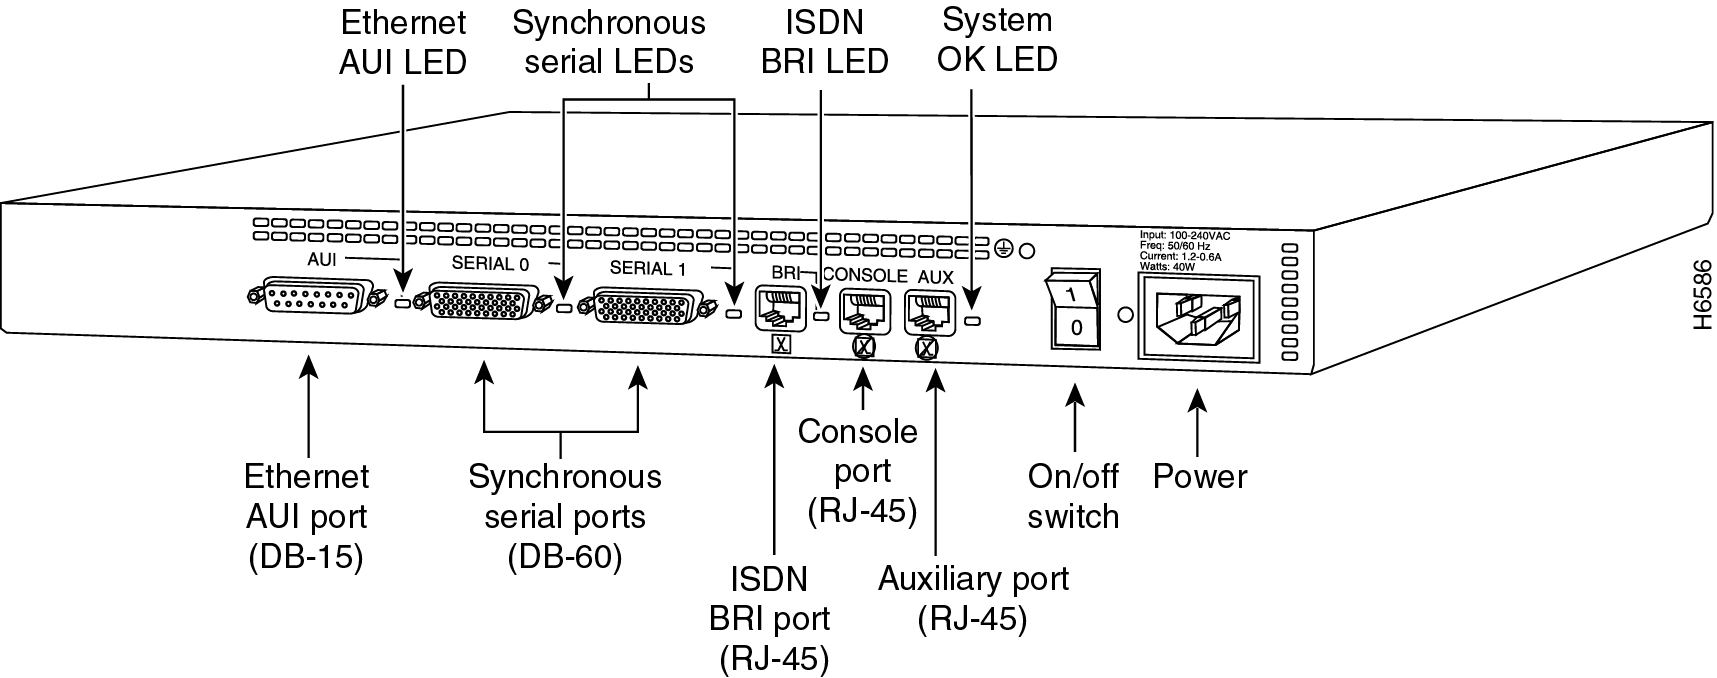 Ethernet
AUI LED
Synchronous
serial LEDs
ISDN
BRI LED
System
OK LED
AUI
SERIAL 0
SERIAL 1
BRI
CONSOLE
AUX
Input: 100-240VAC
Freq: 50/60 Hz
Current: 1.2-0.6A
Watts: 40W
1
0
X
X
X
H6586
Ethernet
AUI port
(DB-15)
Synchronous
serial ports
(DB-60)
ISDN
BRI port
(RJ-45)
Console
port
(RJ-45)
Auxiliary port
(RJ-45)
On/off
switch
Power